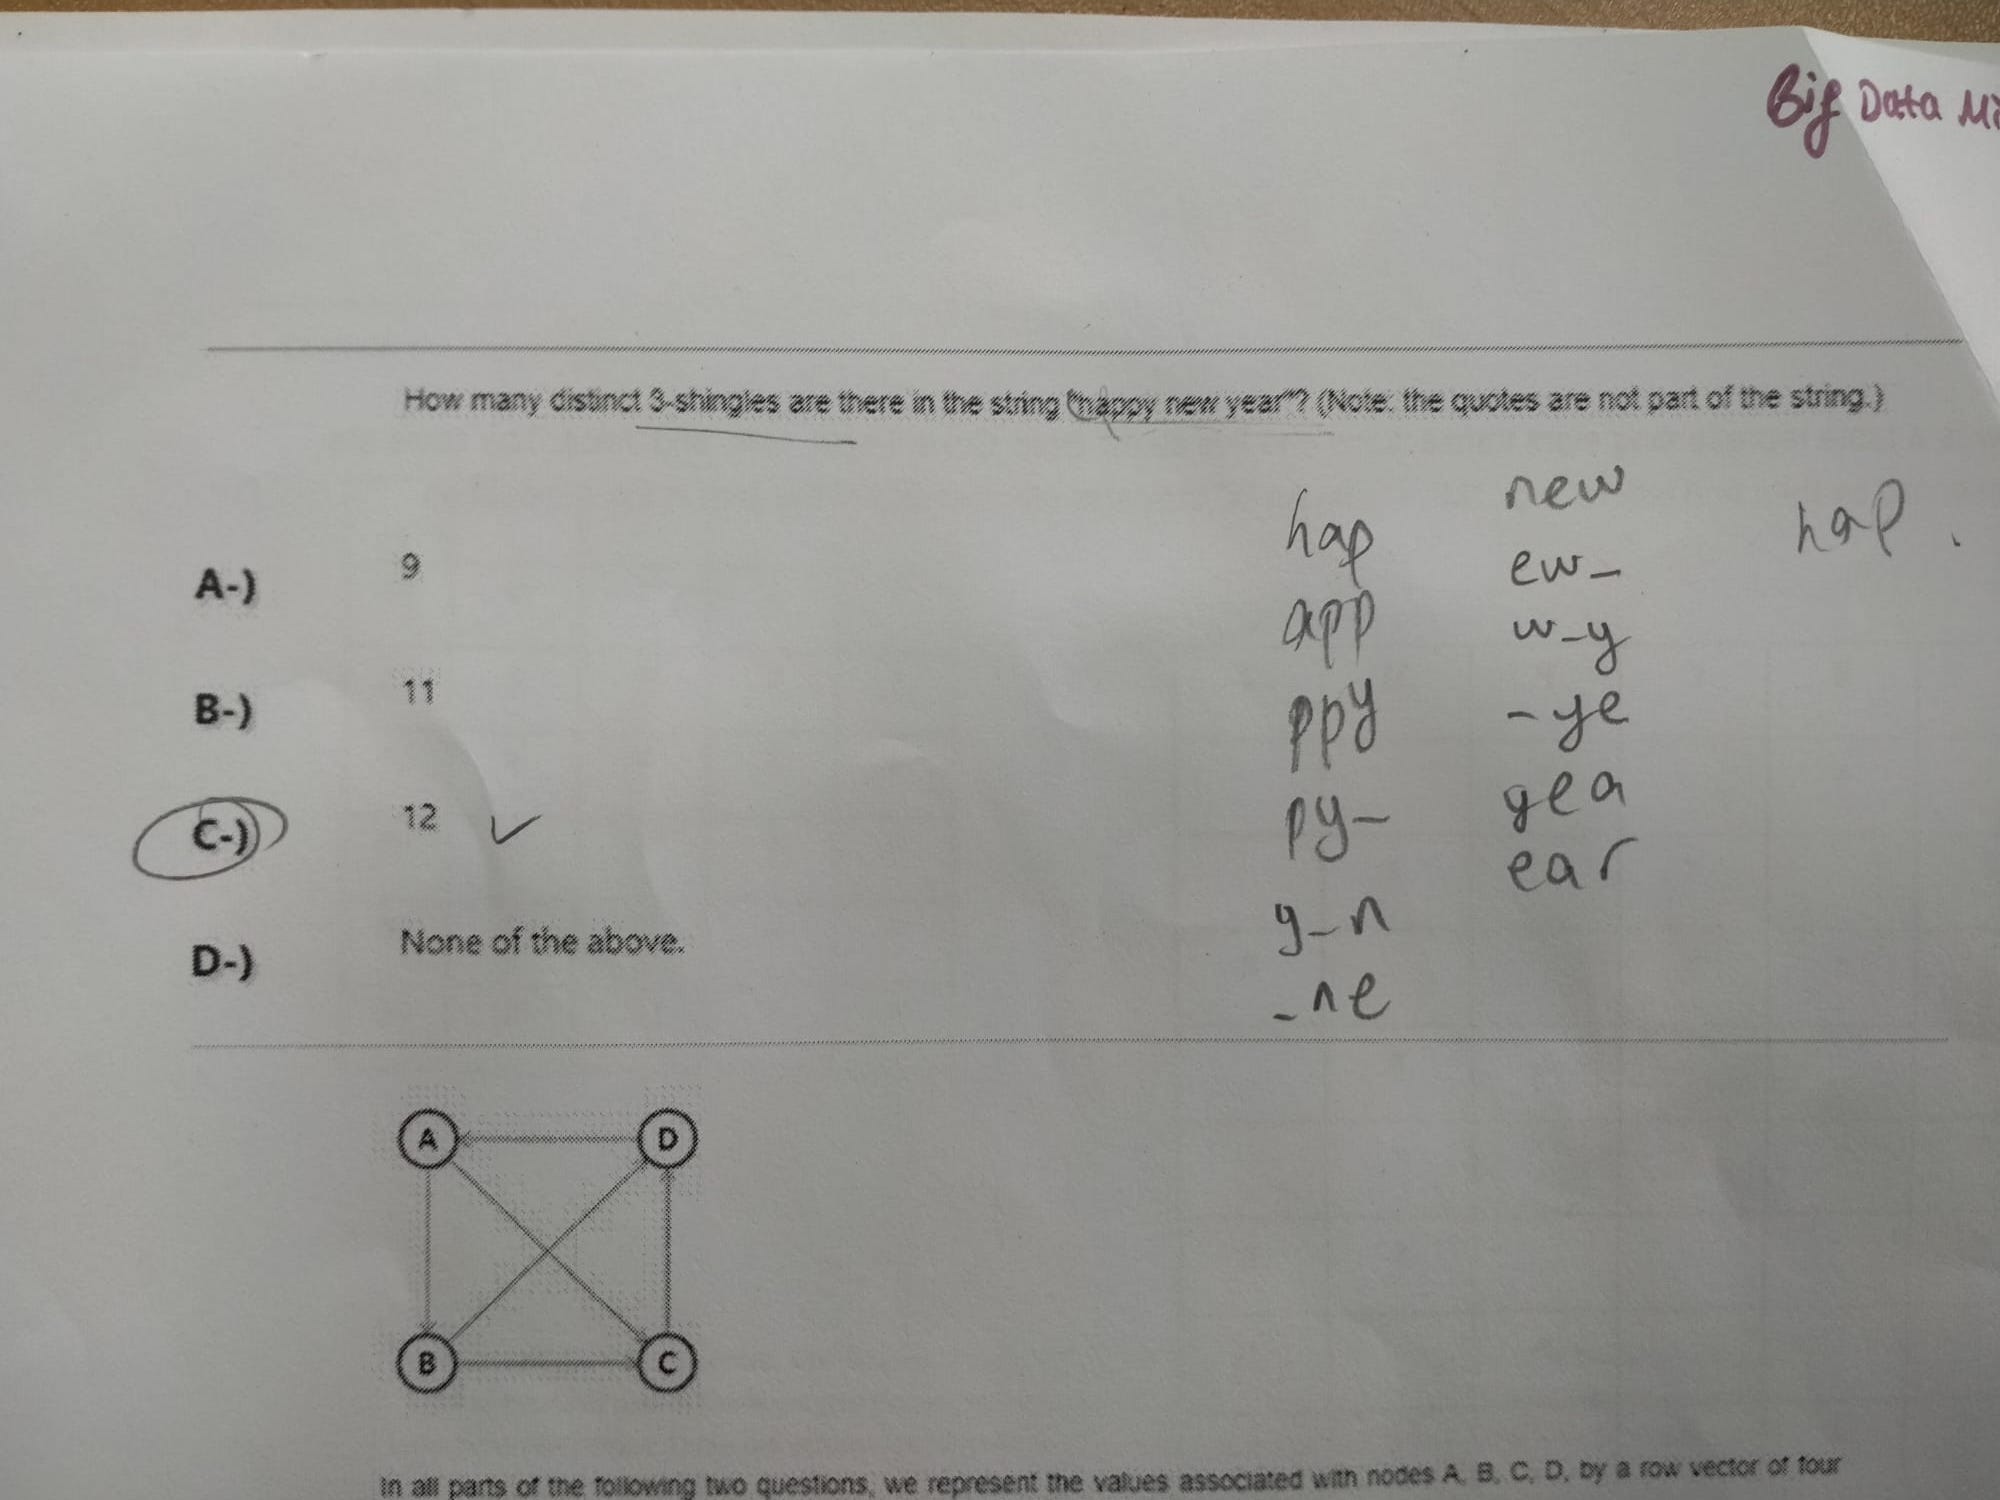 Big Data Mi
How many distinct 3-shingles are there in the string "happy new year"? (Note: the quotes are not part of the string.)
A-) 9
B-) 11
C-) 12 ✓
D-) None of the above.
hap
app
ppy
py_
y_n
_ne
new
ew_
w_y
_ye
yea
ear
hap.
A D
B C
In all parts of the following two questions, we represent the values associated with nodes A, B, C, D, by a row vector of four